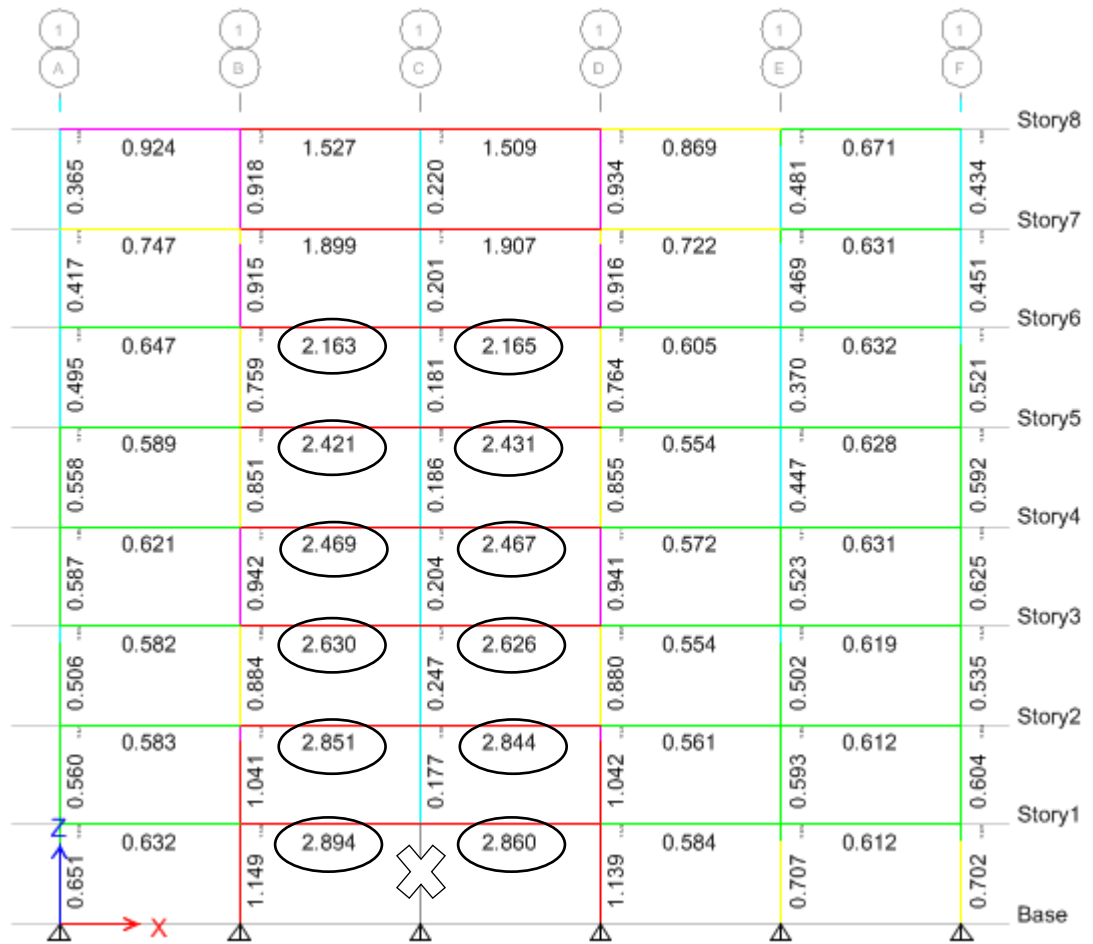 1 1 1 1 1 1
A B C D E F
Story8
0.924 1.527 1.509 0.869 0.671
0.365 0.918 0.220 0.934 0.481 0.434
Story7
0.747 1.899 1.907 0.722 0.631
0.417 0.915 0.201 0.916 0.469 0.451
Story6
0.647 2.163 2.165 0.605 0.632
0.495 0.759 0.181 0.764 0.370 0.521
Story5
0.589 2.421 2.431 0.554 0.628
0.558 0.851 0.186 0.855 0.447 0.592
Story4
0.621 2.469 2.467 0.572 0.631
0.587 0.942 0.204 0.941 0.523 0.625
Story3
0.582 2.630 2.626 0.554 0.619
0.506 0.884 0.247 0.880 0.502 0.535
Story2
0.583 2.851 2.844 0.561 0.612
0.560 1.041 0.177 1.042 0.593 0.604
Story1
Z
0.632 2.894 2.860 0.584 0.612
0.651 1.149 1.139 0.707 0.702
Base
X